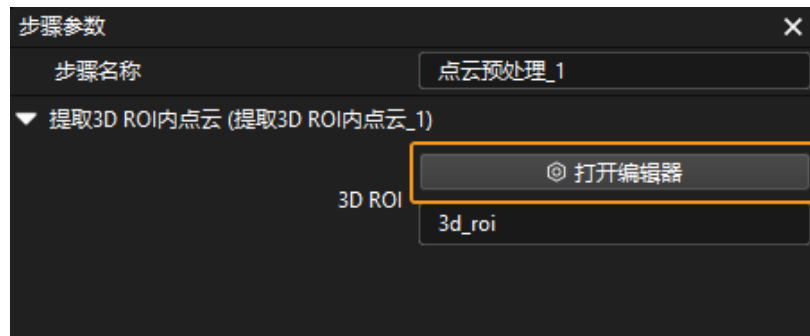 步骤参数
步骤名称 点云预处理_1
提取3D ROI内点云 (提取3D ROI内点云_1)
打开编辑器
3D ROI
3d_roi